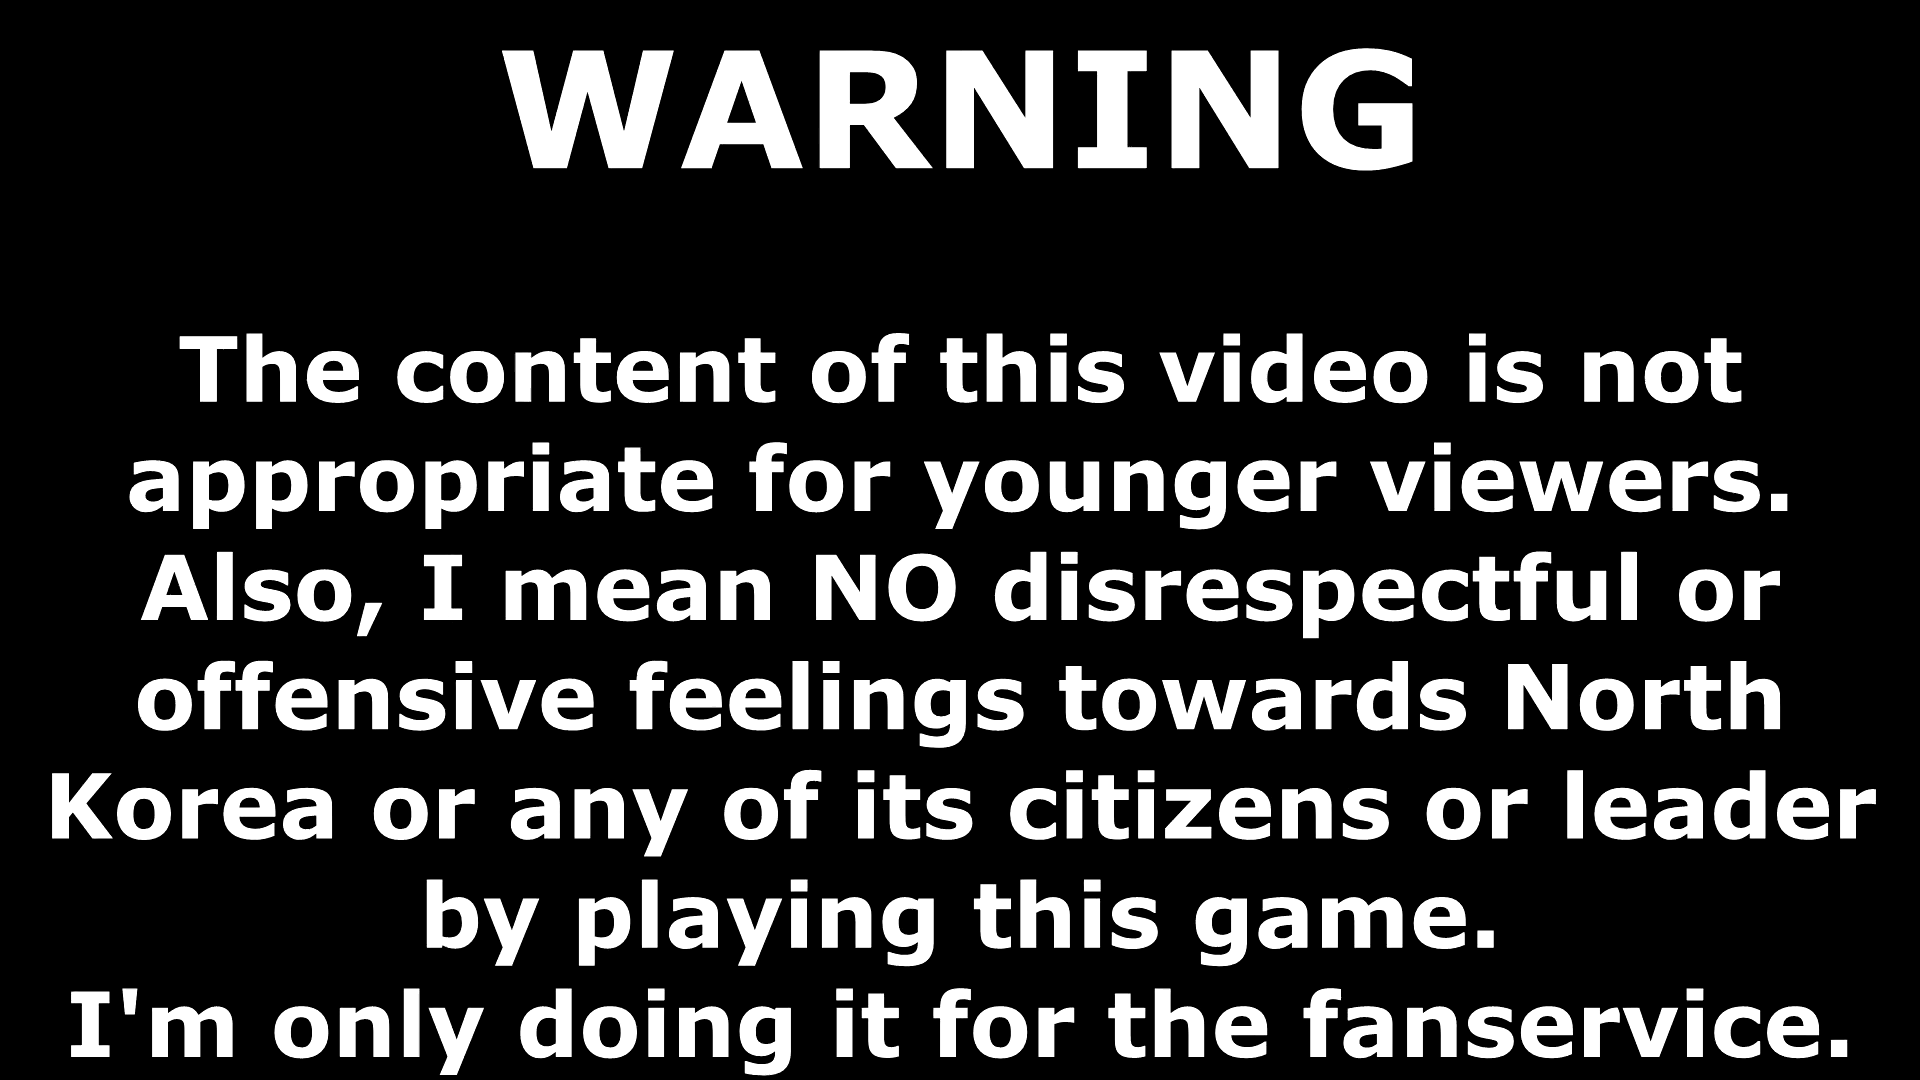 WARNING
The content of this video is not
appropriate for younger viewers.
Also, I mean NO disrespectful or
offensive feelings towards North
Korea or any of its citizens or leader
by playing this game.
I'm only doing it for the fanservice.